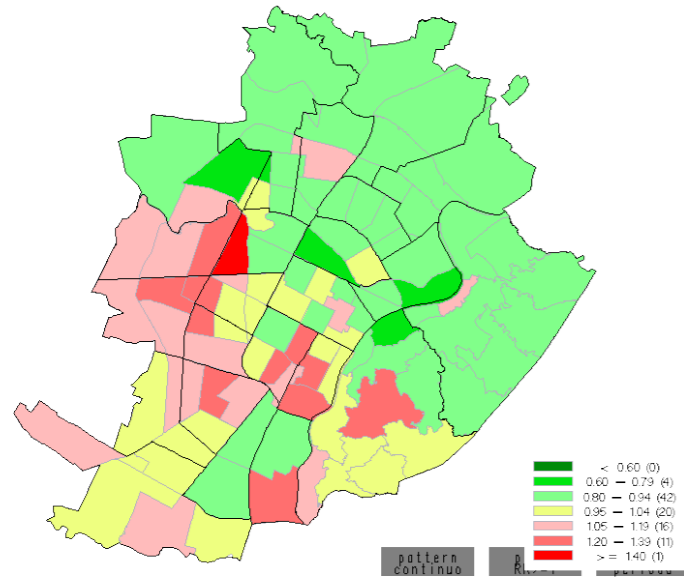 < 0.60 (0)
0.60 – 0.79 (4)
0.80 – 0.94 (42)
0.95 – 1.04 (20)
1.05 – 1.19 (16)
1.20 – 1.39 (11)
>= 1.40 (1)
pattern
continuo